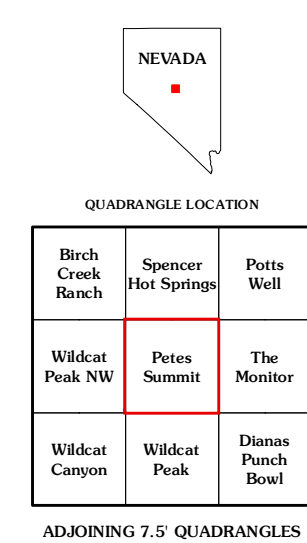 NEVADA
QUADRANGLE LOCATION
Birch
Creek
Ranch
Spencer
Hot Springs
Potts
Well
Wildcat
Peak NW
Petes
Summit
The
Monitor
Wildcat
Canyon
Wildcat
Peak
Dianas
Punch
Bowl
ADJOINING 7.5' QUADRANGLES